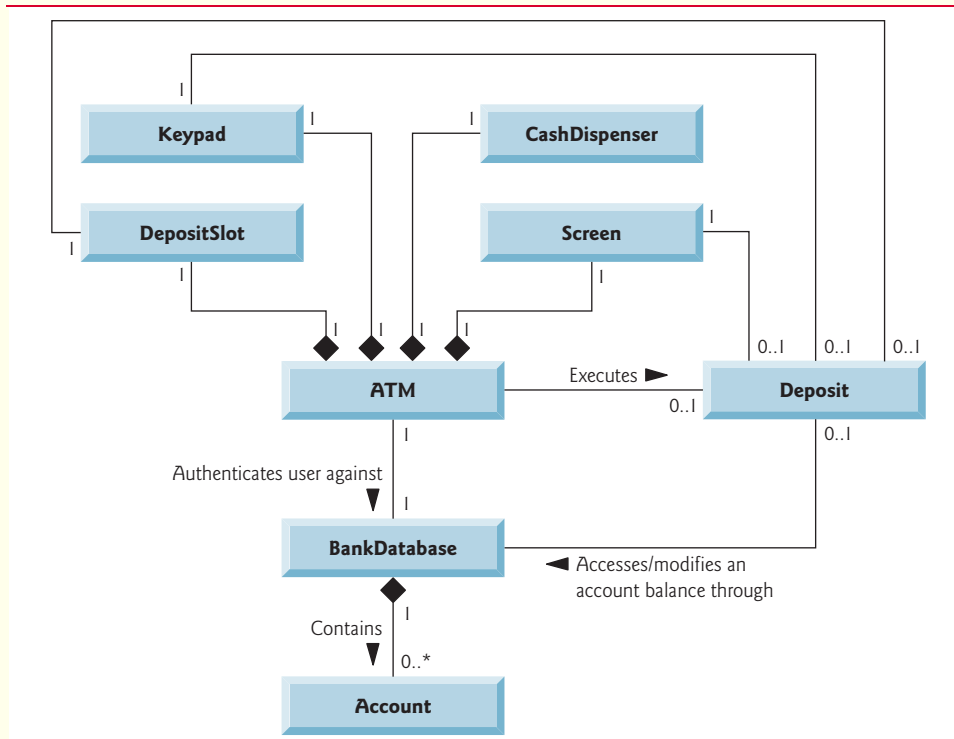 1
1
Keypad
1
1
CashDispenser
DepositSlot
1
1
Screen
1
1
1
1
1
1
0..1
0..1
0..1
ATM
Executes
0..1
Deposit
1
0..1
Authenticates user against
1
BankDatabase
Accesses/modifies an
account balance through
1
Contains
0..*
Account